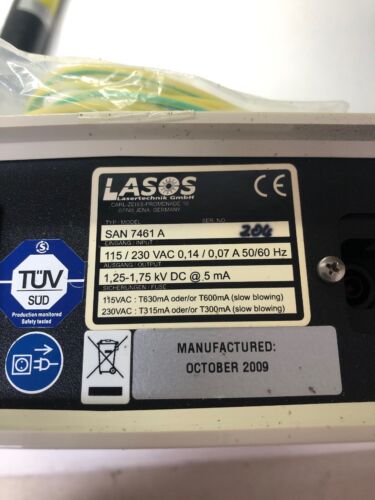 LASOS
Lasertechnik GmbH
CARL-ZEISS-PROMENADE 10
07745 JENA, GERMANY
TYP: MODEL SERIAL NO.
SAN 7461 A 204
EINGANG / INPUT
115 / 230 VAC 0,14 / 0,07 A 50/60 Hz
AUSGANG / OUTPUT
1,25-1,75 kV DC @ 5 mA
SICHERUNGEN / FUSE
115VAC : T630mA oder/or T600mA (slow blowing)
230VAC : T315mA oder/or T300mA (slow blowing)
CE
S
TÜV
SÜD
Production monitored
Safety tested
MANUFACTURED:
OCTOBER 2009